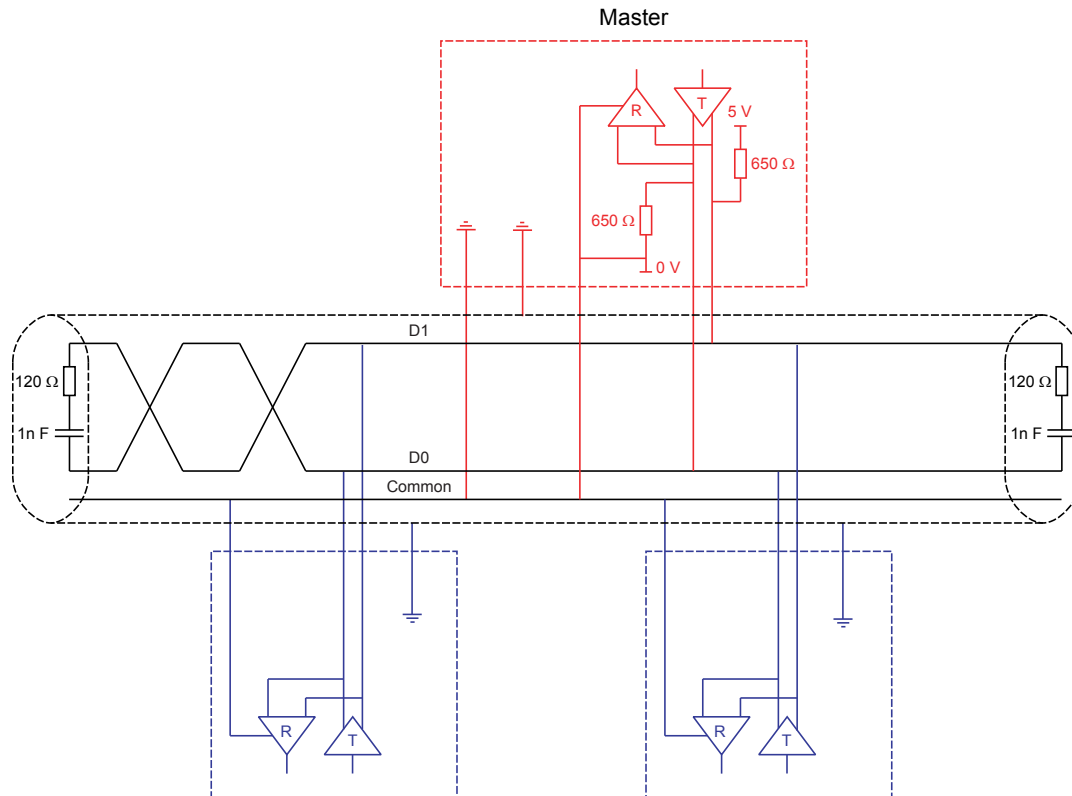 Master
R
T
5 V
650 Ω
650 Ω
0 V
D1
120 Ω
1n F
120 Ω
1n F
D0
Common
R
T
R
T